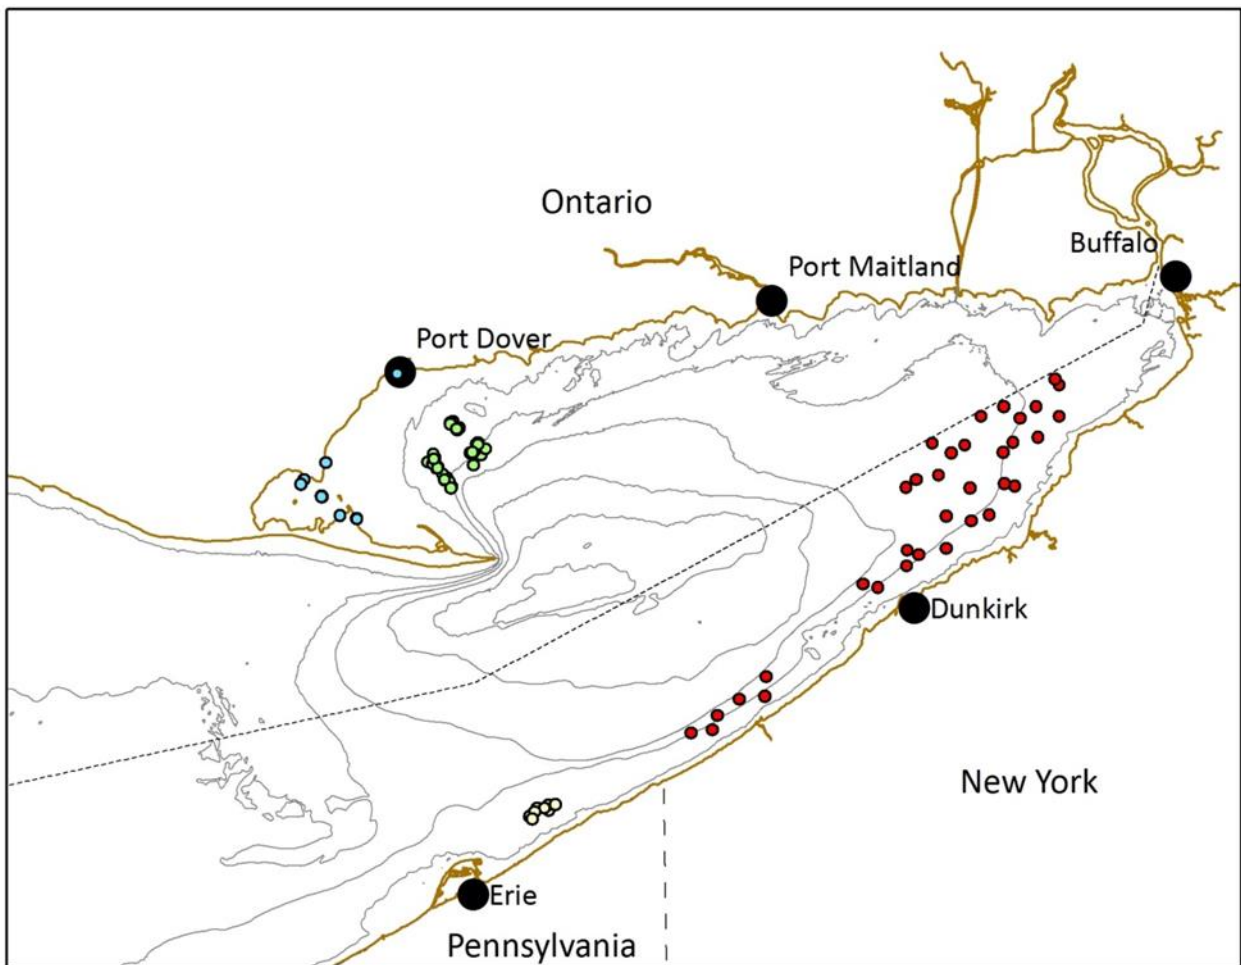 Ontario
Buffalo
Port Maitland
Port Dover
Dunkirk
New York
Erie
Pennsylvania